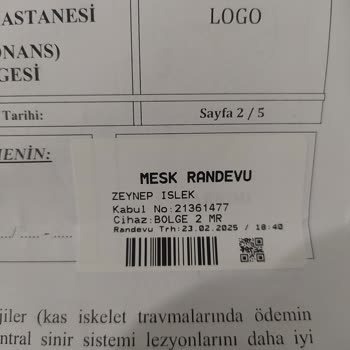 ASTANESİ
LOGO
ONANS)
GESİ
Tarihi:
Sayfa 2 / 5
MENİN:
MESK RANDEVU
ZEYNEP ISLEK
Kabul No:21361477
Cihaz:BOLGE 2 MR
Randevu Trh:23.02.2025 / 18:40
/ ..... - .....
jiler (kas iskelet travmalarında ödemin
ntral sinir sistemi lezyonlarını daha iyi